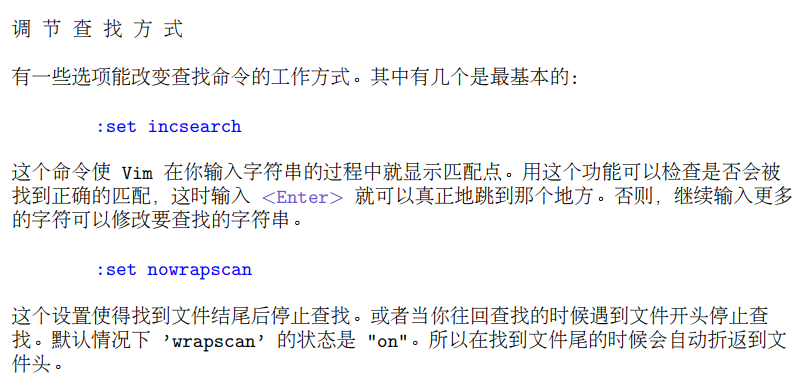 调 节 查 找 方 式
有一些选项能改变查找命令的工作方式。其中有几个是最基本的:
:set incsearch
这个命令使 Vim 在你输入字符串的过程中就显示匹配点。用这个功能可以检查是否会被
找到正确的匹配, 这时输入 <Enter> 就可以真正地跳到那个地方。否则, 继续输入更多
的字符可以修改要查找的字符串。
:set nowrapscan
这个设置使得找到文件结尾后停止查找。或者当你往回查找的时候遇到文件开头停止查
找。默认情况下 ’wrapscan’ 的状态是 "on"。所以在找到文件尾的时候会自动折返到文
件头。